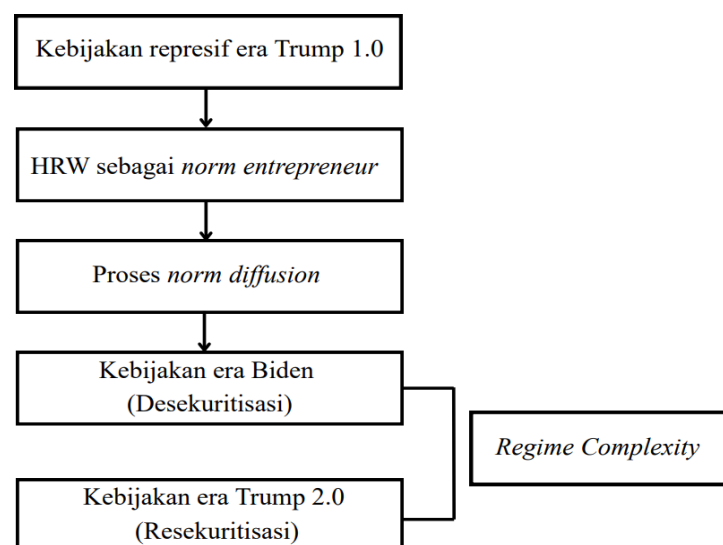 Kebijakan represif era Trump 1.0
HRW sebagai norm entrepreneur
Proses norm diffusion
Kebijakan era Biden
(Desekuritisasi)
Regime Complexity
Kebijakan era Trump 2.0
(Resekuritisasi)